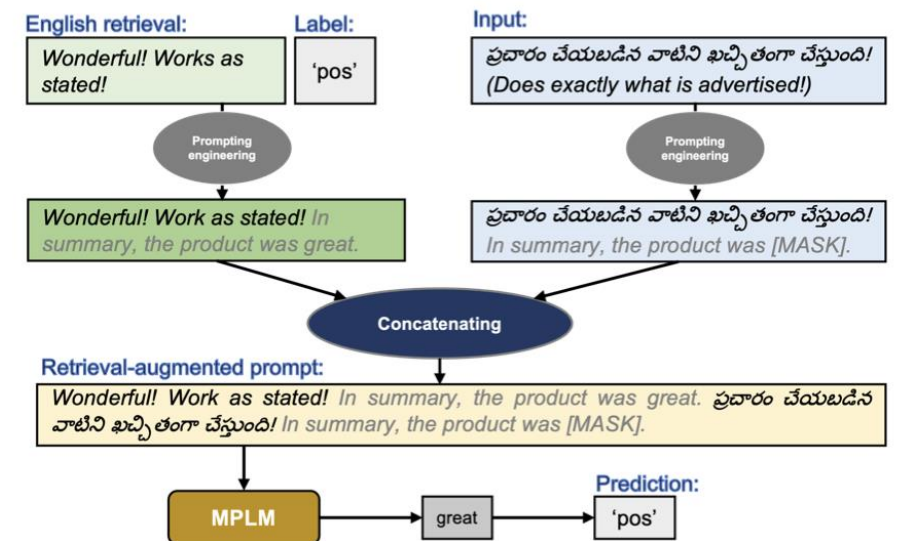 English retrieval:
Label:
Input:
Wonderful! Works as
stated!
‘pos’
ప్రచారం చేయబడిన వాటిని ఖచ్చితంగా చేస్తుంది!
(Does exactly what is advertised!)
Prompting
engineering
Prompting
engineering
Wonderful! Work as stated! In
summary, the product was great.
ప్రచారం చేయబడిన వాటిని ఖచ్చితంగా చేస్తుంది!
In summary, the product was [MASK].
Concatenating
Retrieval-augmented prompt:
Wonderful! Work as stated! In summary, the product was great. ప్రచారం చేయబడిన
వాటిని ఖచ్చితంగా చేస్తుంది! In summary, the product was [MASK].
Prediction:
MPLM
great
‘pos’